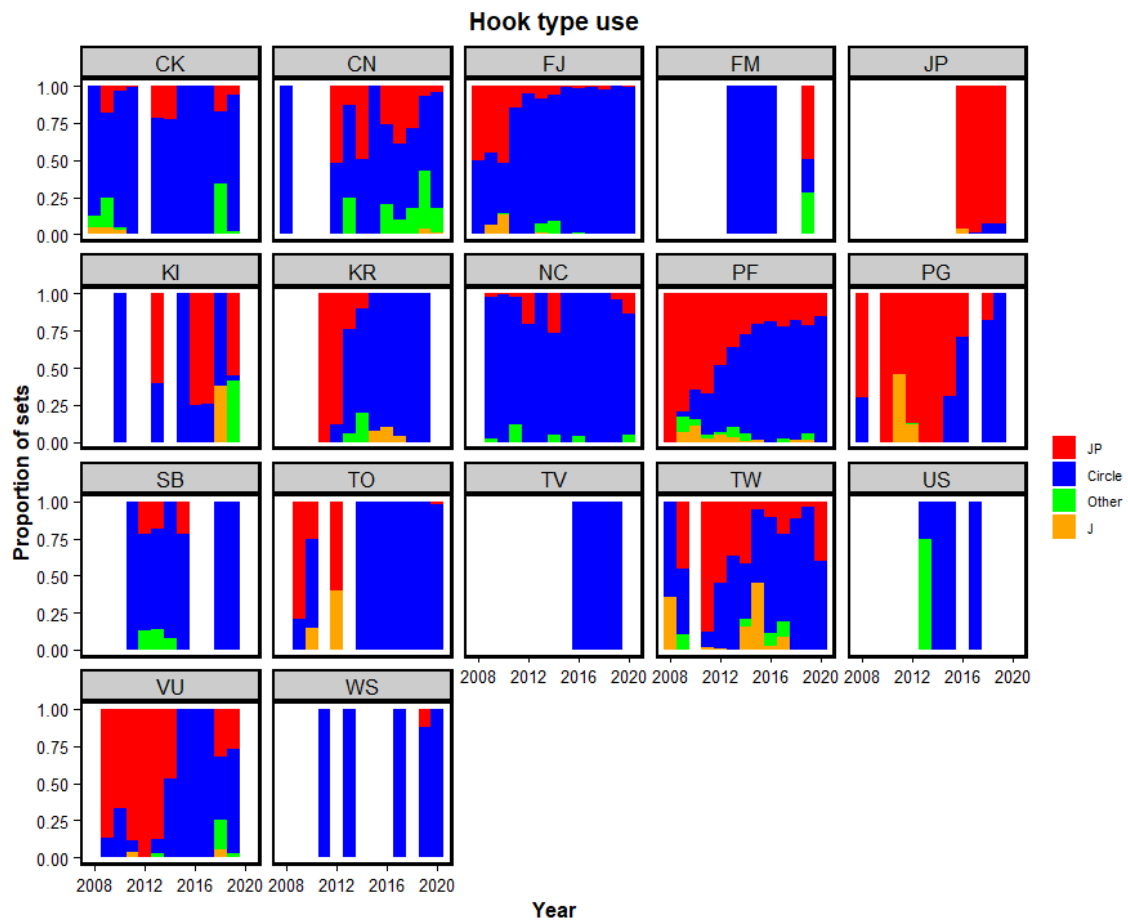 Hook type use
CK CN FJ FM JP
1.00
0.75
0.50
0.25
0.00
KI KR NC PF PG
1.00
0.75
0.50
0.25
0.00
SB TO TV TW US
1.00
0.75
0.50
0.25
0.00
2008 2012 2016 2020 2008 2012 2016 2020 2008 2012 2016 2020
VU WS
1.00
0.75
0.50
0.25
0.00
2008 2012 2016 2020 2008 2012 2016 2020
Proportion of sets
Year
JP
Circle
Other
J